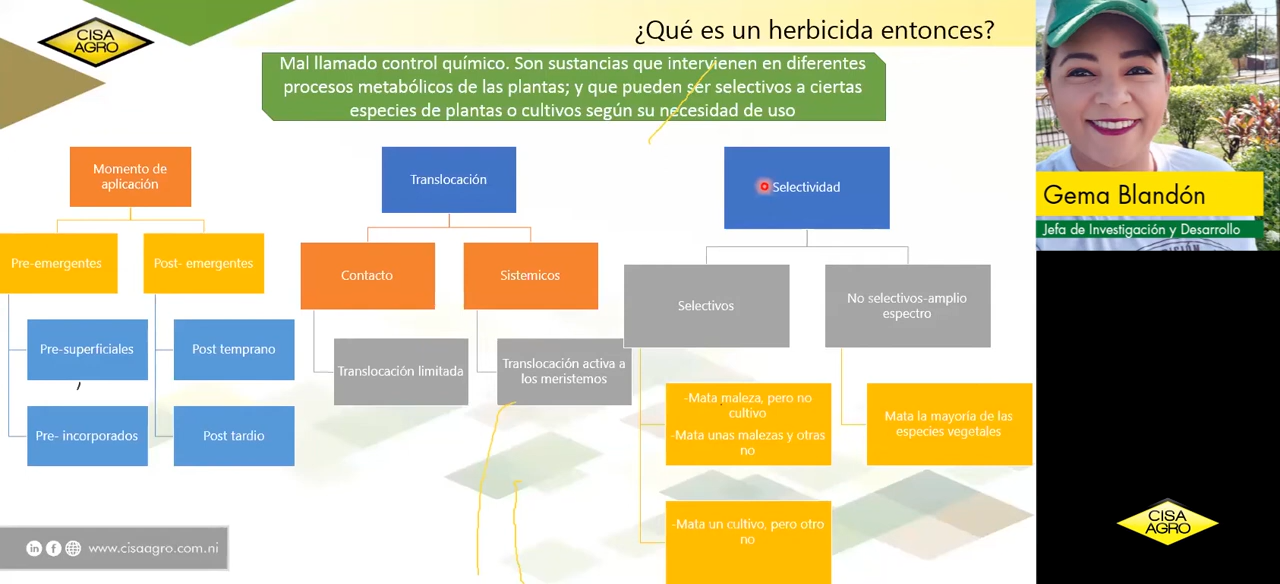 CISA
AGRO
¿Qué es un herbicida entonces?
Mal llamado control químico. Son sustancias que intervienen en diferentes
procesos metabólicos de las plantas; y que pueden ser selectivos a ciertas
especies de plantas o cultivos según su necesidad de uso
Momento de
aplicación
Pre-emergentes
Post- emergentes
Pre-superficiales
Post temprano
Pre- incorporados
Post tardio
Translocación
Contacto
Sistemicos
Translocación limitada
Translocación activa a
los meristemos
Selectividad
Selectivos
No selectivos-amplio
espectro
-Mata maleza, pero no
cultivo
-Mata unas malezas y otras
no
Mata la mayoría de las
especies vegetales
-Mata un cultivo, pero otro
no
www.cisaagro.com.ni
Gema Blandón
Jefa de Investigación y Desarrollo
CISA
AGRO